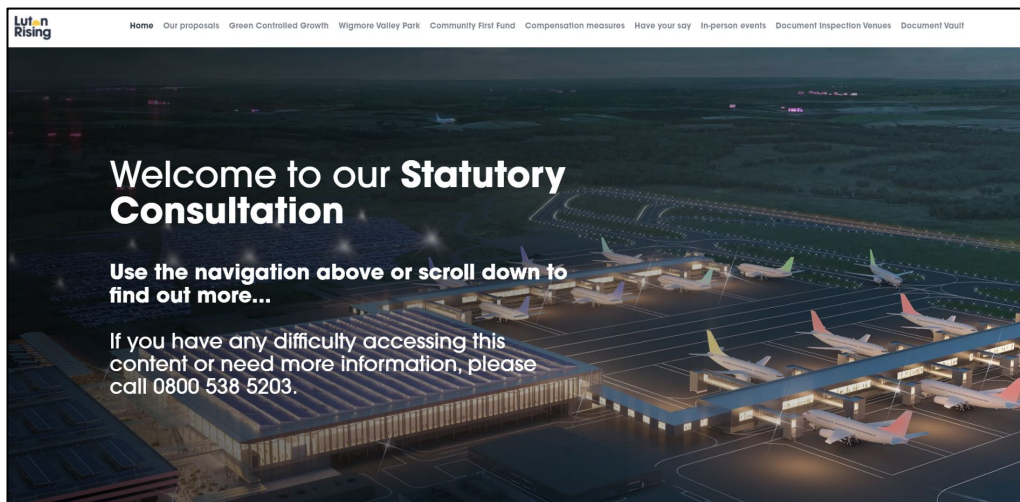 Luton
Rising
Home Our proposals Green Controlled Growth Wigmore Valley Park Community First Fund Compensation measures Have your say In-person events Document Inspection Venues Document Vault
Welcome to our Statutory
Consultation
Use the navigation above or scroll down to
find out more...
If you have any difficulty accessing this
content or need more information, please
call 0800 538 5203.